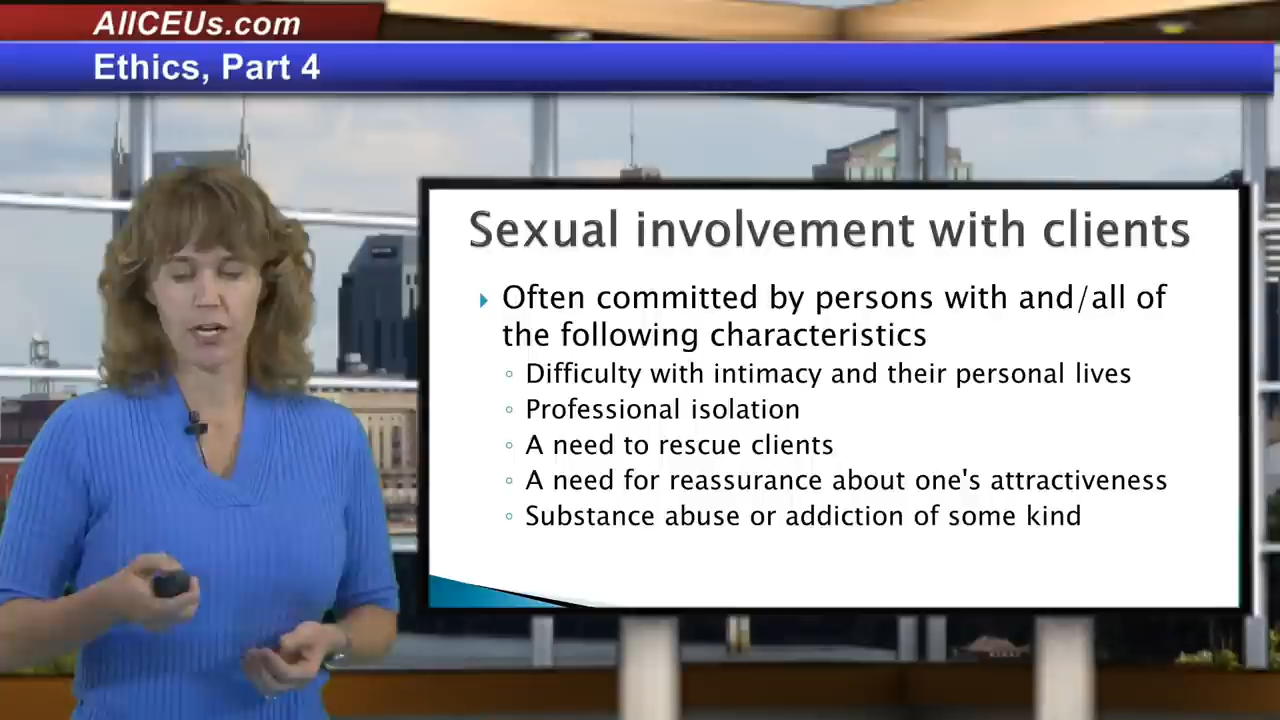 AllCEUs.com
Ethics, Part 4
Sexual involvement with clients
Often committed by persons with and/all of
the following characteristics
Difficulty with intimacy and their personal lives
Professional isolation
A need to rescue clients
A need for reassurance about one's attractiveness
Substance abuse or addiction of some kind